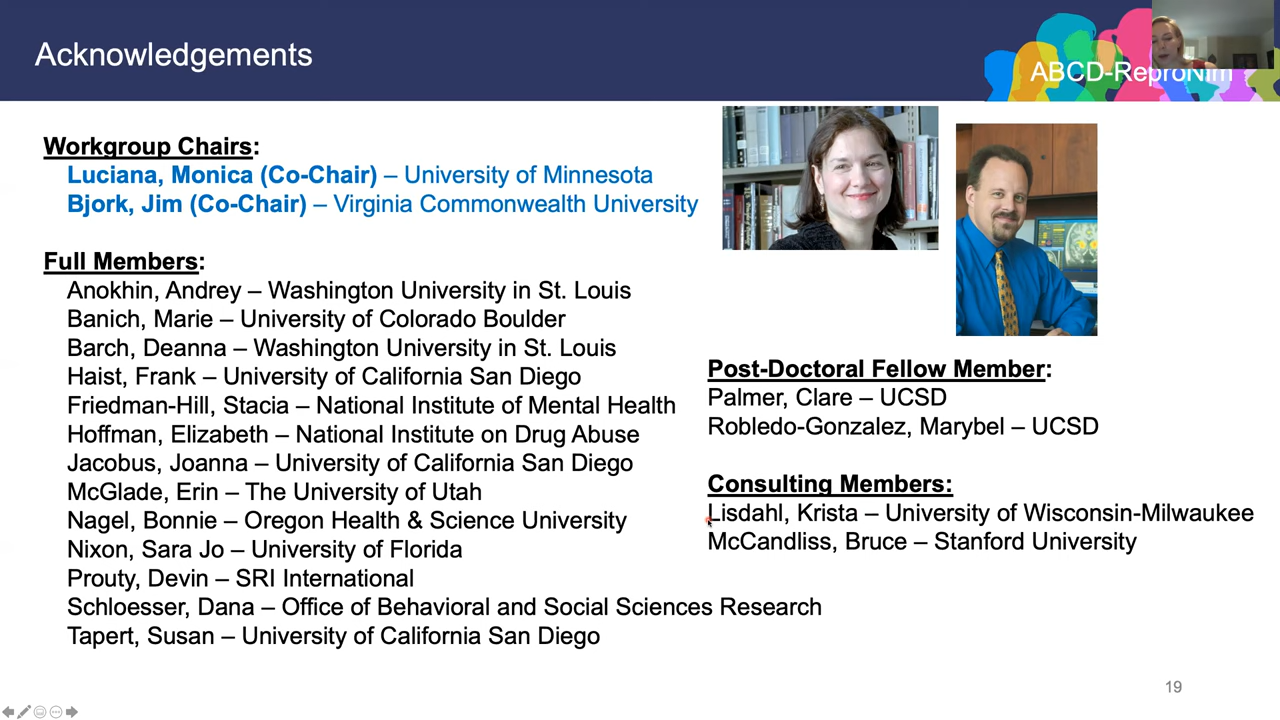 Acknowledgements
ABCD-ReproNim
Workgroup Chairs:
Luciana, Monica (Co-Chair) – University of Minnesota
Bjork, Jim (Co-Chair) – Virginia Commonwealth University
Full Members:
Anokhin, Andrey – Washington University in St. Louis
Banich, Marie – University of Colorado Boulder
Barch, Deanna – Washington University in St. Louis
Haist, Frank – University of California San Diego
Friedman-Hill, Stacia – National Institute of Mental Health
Hoffman, Elizabeth – National Institute on Drug Abuse
Jacobus, Joanna – University of California San Diego
McGlade, Erin – The University of Utah
Nagel, Bonnie – Oregon Health & Science University
Nixon, Sara Jo – University of Florida
Prouty, Devin – SRI International
Schloesser, Dana – Office of Behavioral and Social Sciences Research
Tapert, Susan – University of California San Diego
Post-Doctoral Fellow Member:
Palmer, Clare – UCSD
Robledo-Gonzalez, Marybel – UCSD
Consulting Members:
Lisdahl, Krista – University of Wisconsin-Milwaukee
McCandliss, Bruce – Stanford University
19